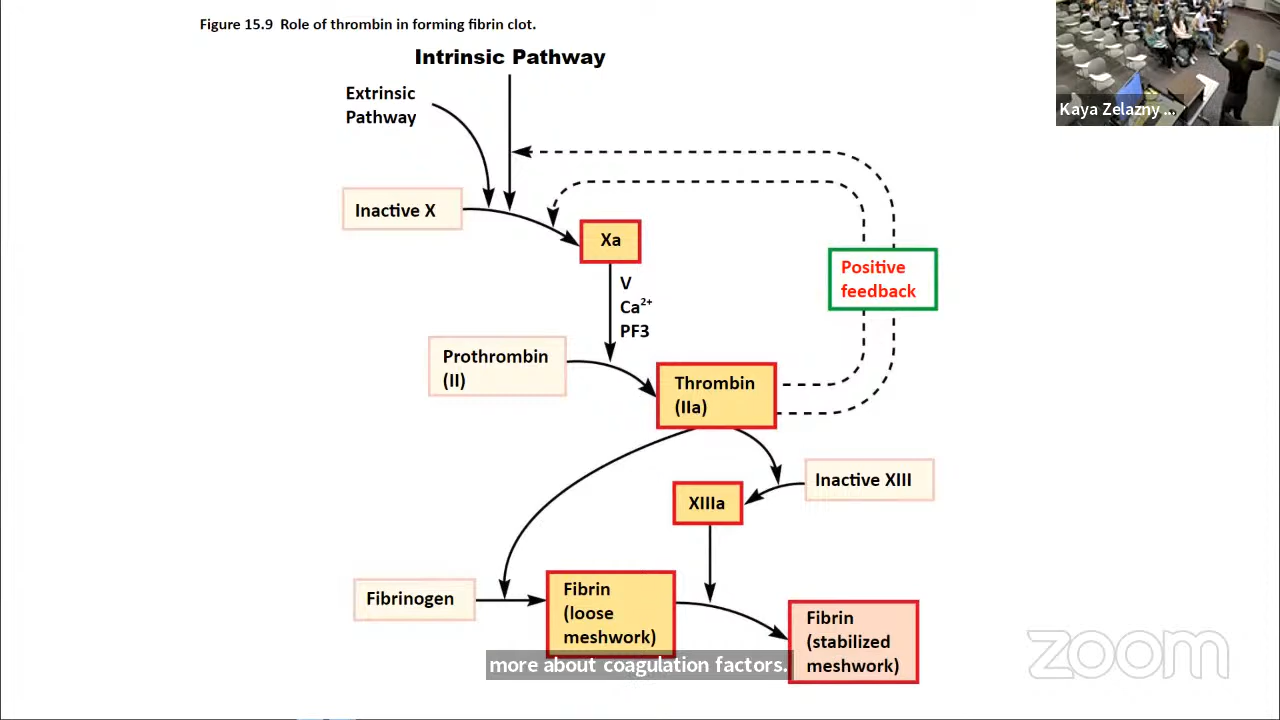 Figure 15.9 Role of thrombin in forming fibrin clot.
Intrinsic Pathway
Extrinsic
Pathway
Kaya Zelazny ...
Inactive X
Xa
Positive
feedback
V
Ca²⁺
PF3
Prothrombin
(II)
Thrombin
(IIa)
Inactive XIII
XIIIa
Fibrinogen
Fibrin
(loose
meshwork)
Fibrin
(stabilized
meshwork)
more about coagulation factors.
zoom